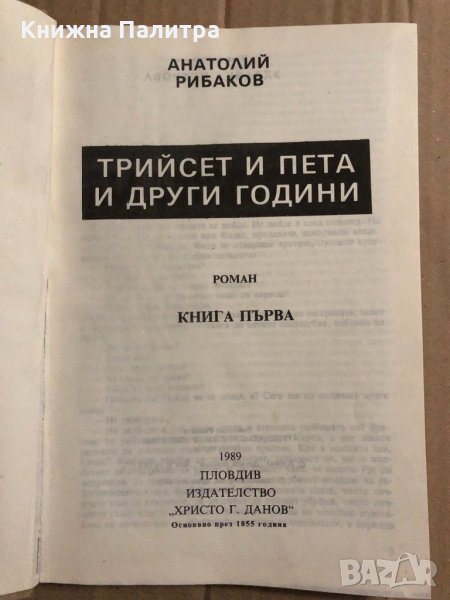 Книжна Палитра
АНАТОЛИЙ
РИБАКОВ
ТРИЙСЕТ И ПЕТА
И ДРУГИ ГОДИНИ
РОМАН
КНИГА ПЪРВА
1989
ПЛОВДИВ
ИЗДАТЕЛСТВО
„ХРИСТО Г. ДАНОВ“
Основано през 1855 година
BAZAR